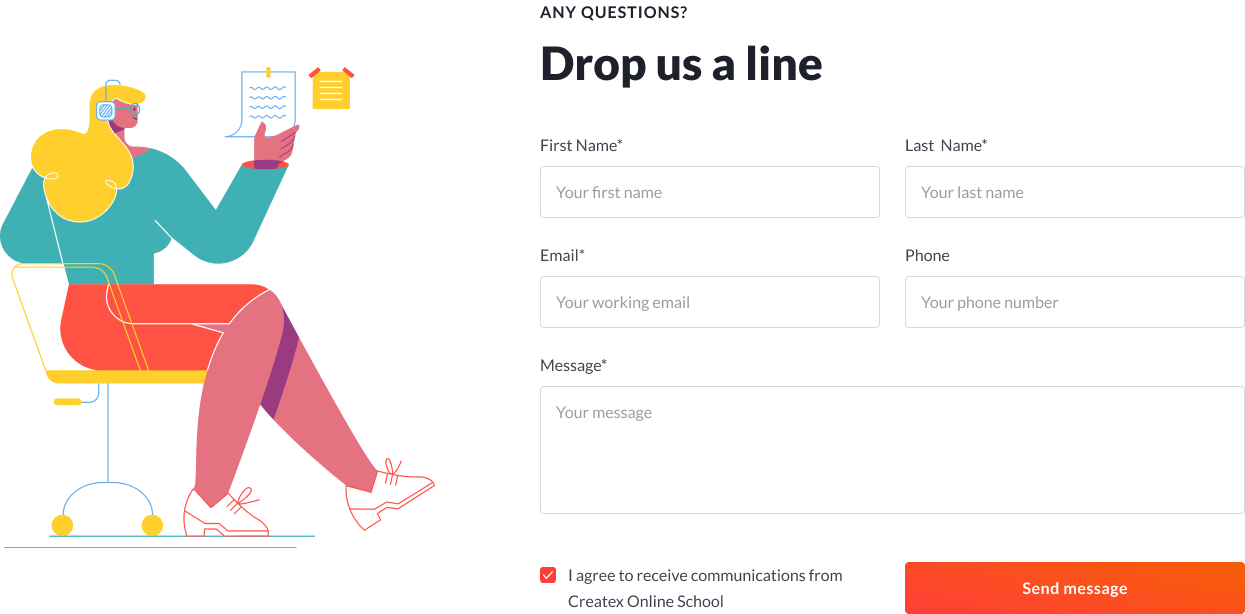 ANY QUESTIONS?
Drop us a line
First Name*
Last Name*
Your first name
Your last name
Email*
Phone
Your working email
Your phone number
Message*
Your message
I agree to receive communications from
Createx Online School
Send message